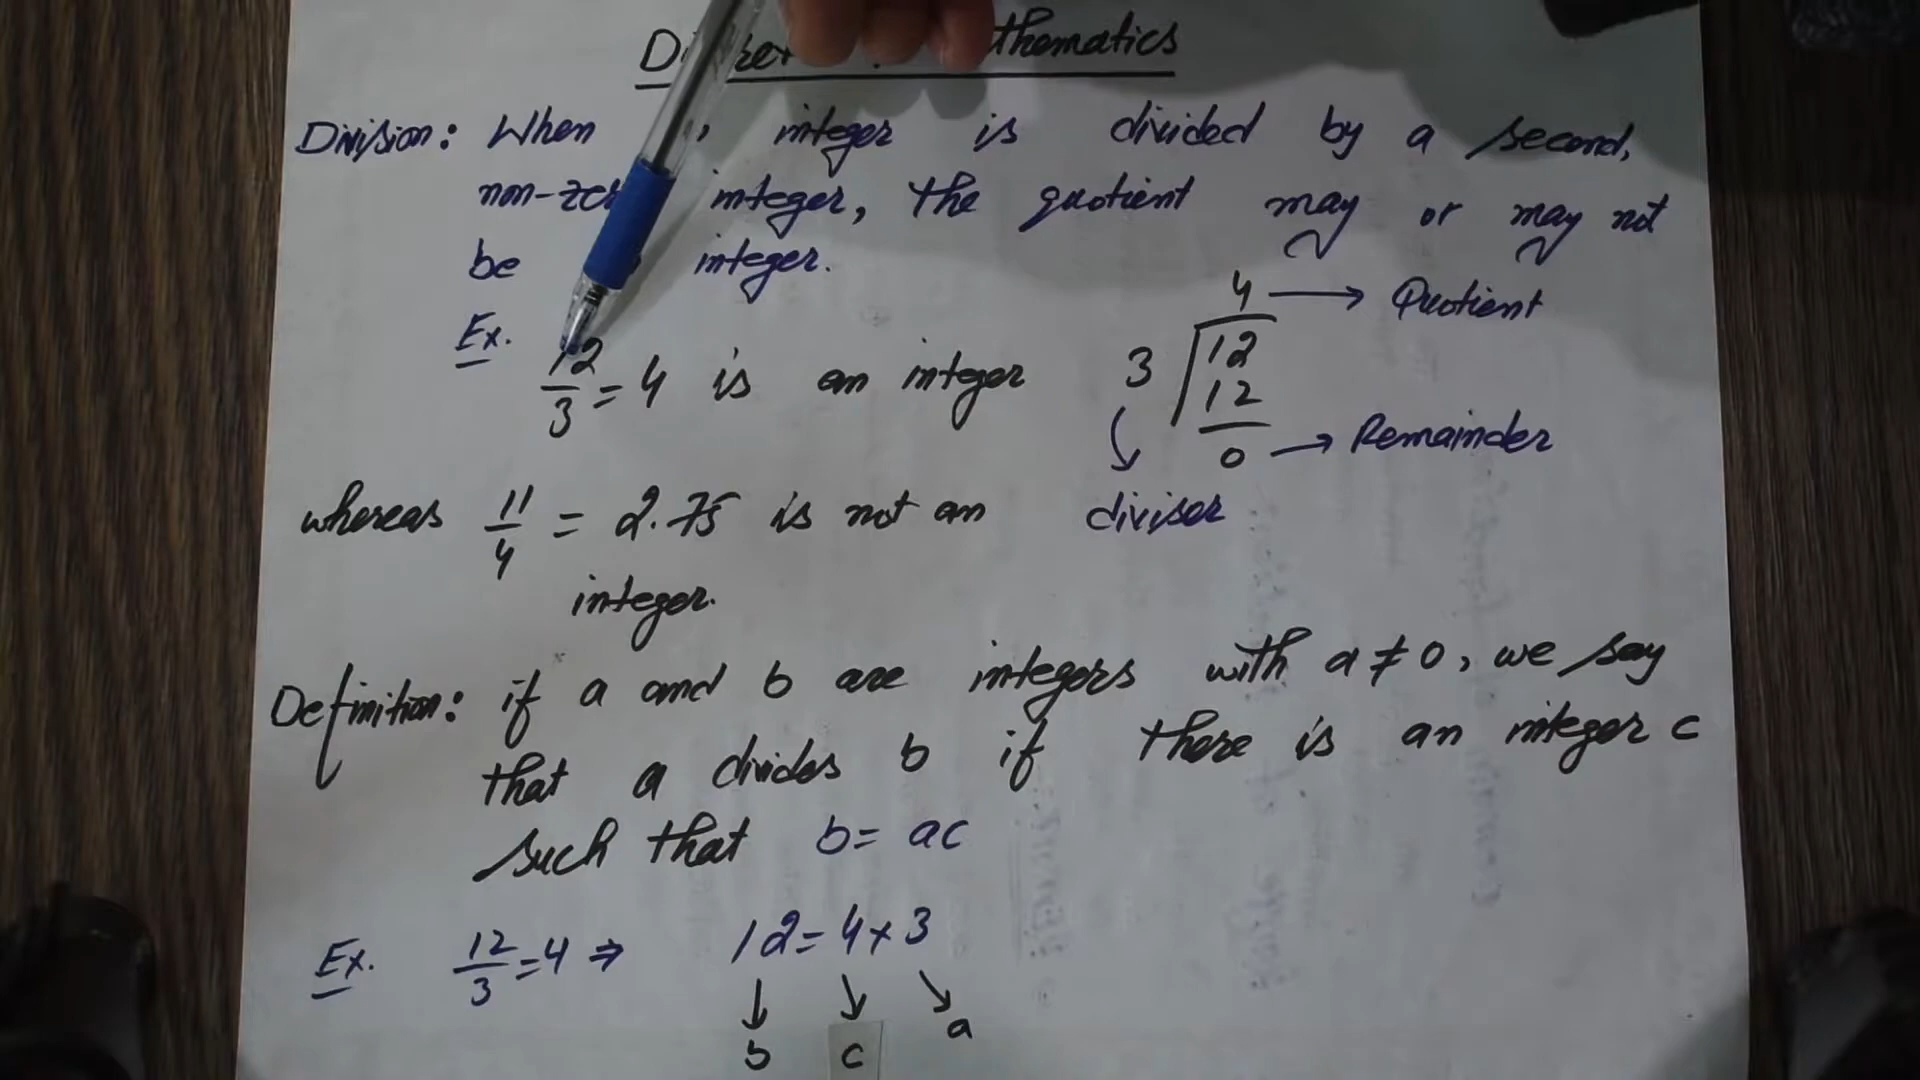 thematics
Division: When integer is divided by a second,
integer, the quotient may or may not
be integer.
Ex.
12/3 = 4 is an integer
4 → Quotient
3 12
12
0 → Remainder
diviser
whereas 11/4 = 2.75 is not an
integer.
Definition: if a and b are integers with a ≠ 0, we say
that a divides b if there is an integer c
such that b = ac
Ex. 12/3 = 4 ⇒ 12 = 4 × 3
b c a